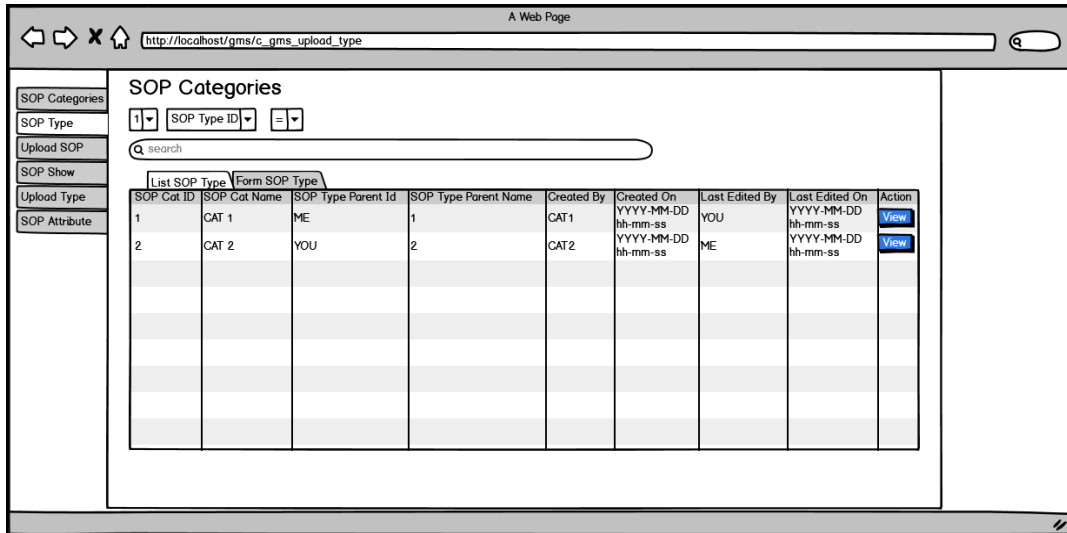 A Web Page
http://localhost/gms/c_gms_upload_type
SOP Categories
SOP Type
Upload SOP
SOP Show
Upload Type
SOP Attribute
SOP Categories
1 SOP Type ID =
search
List SOP Type Form SOP Type
SOP Cat ID SOP Cat Name SOP Type Parent Id SOP Type Parent Name Created By Created On Last Edited By Last Edited On Action
1 CAT 1 ME 1 CAT1 YYYY-MM-DD hh-mm-ss YOU YYYY-MM-DD hh-mm-ss View
2 CAT 2 YOU 2 CAT2 YYYY-MM-DD hh-mm-ss ME YYYY-MM-DD hh-mm-ss View